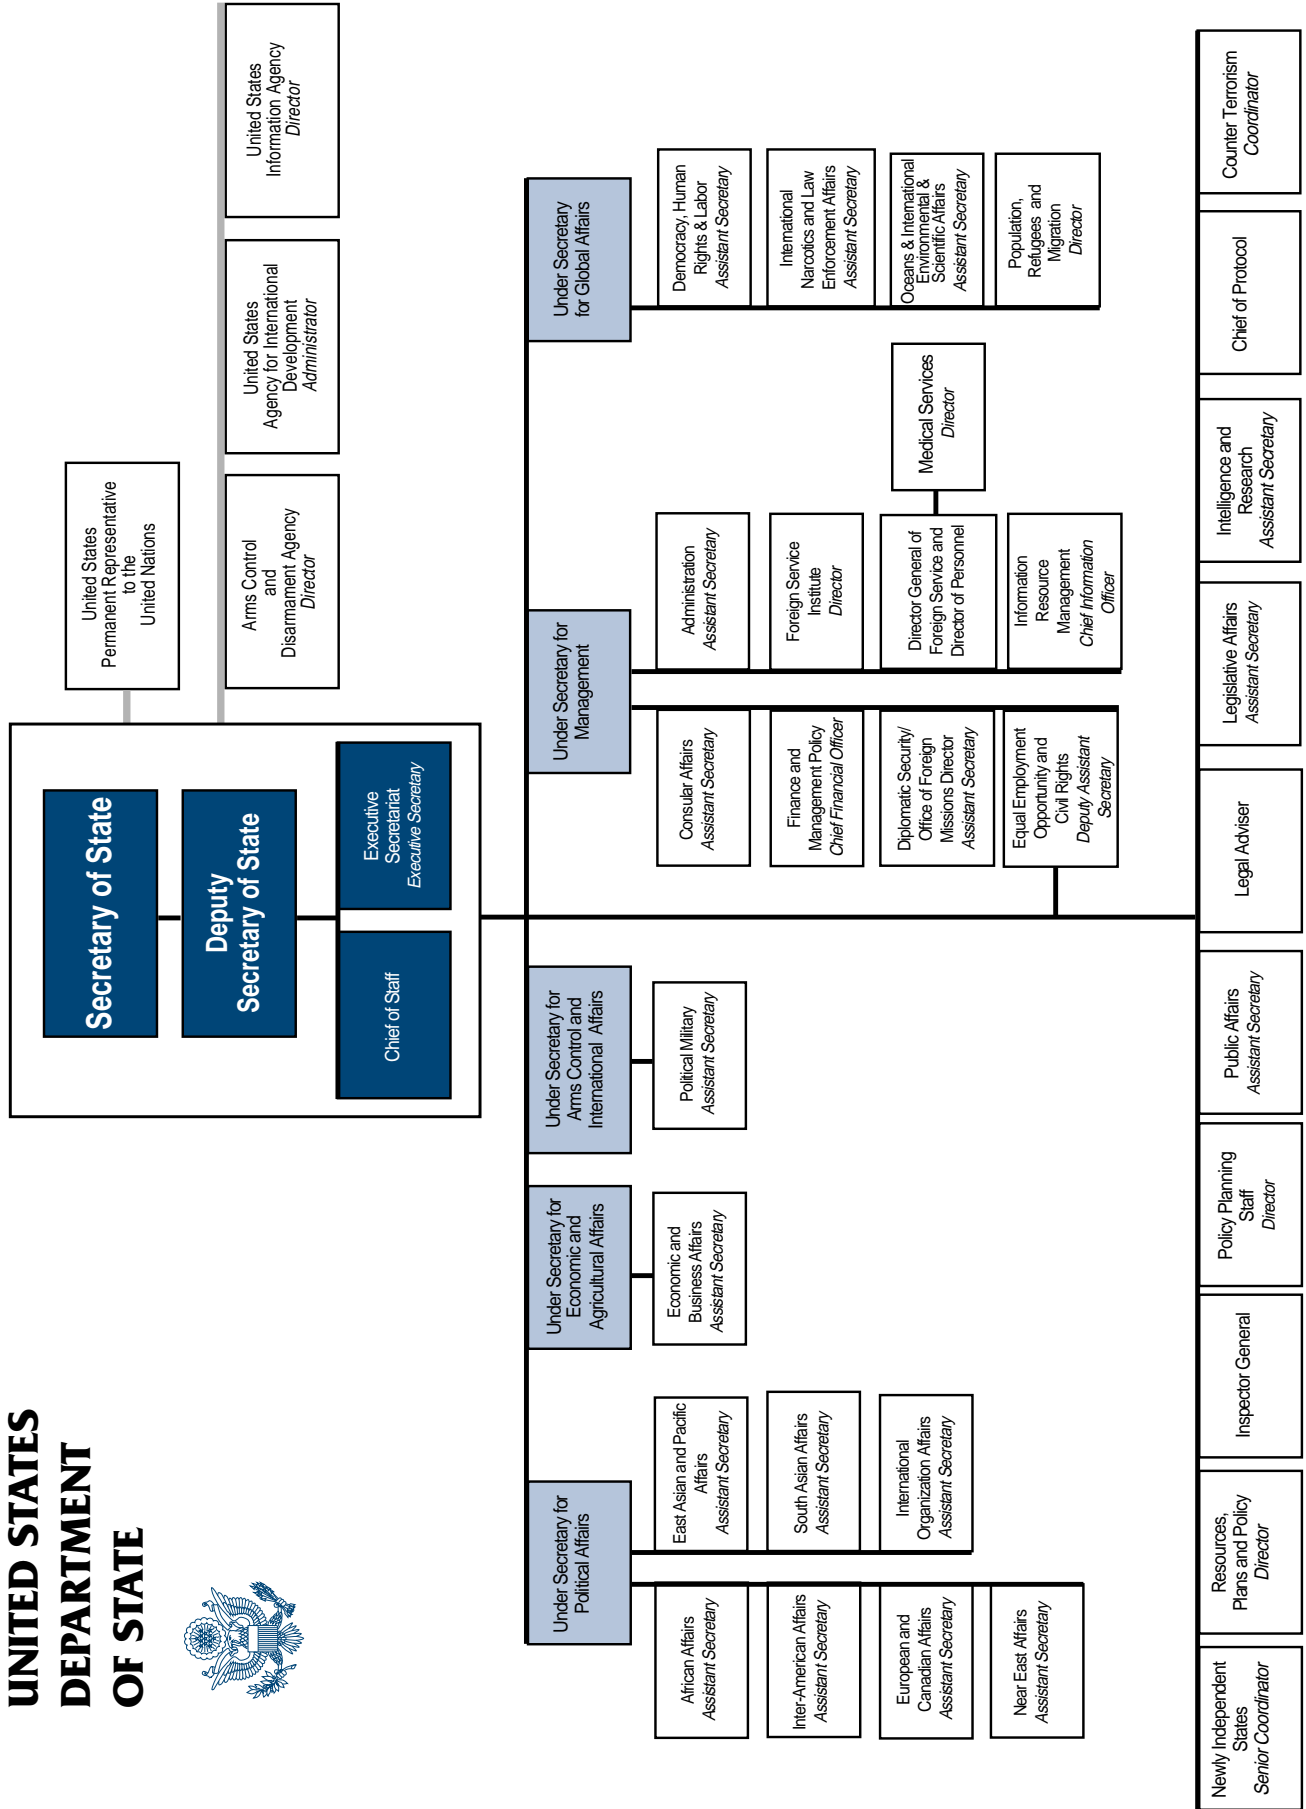 UNITED STATES
DEPARTMENT
OF STATE
Secretary of State
Deputy
Secretary of State
Chief of Staff
Executive
Secretariat
Executive Secretary
United States
Permanent Representative
to the
United Nations
Arms Control
and
Disarmament Agency
Director
United States
Agency for International
Development
Administrator
United States
Information Agency
Director
Under Secretary for
Political Affairs
African Affairs
Assistant Secretary
Inter-American Affairs
Assistant Secretary
European and
Canadian Affairs
Assistant Secretary
Near East Affairs
Assistant Secretary
East Asian and Pacific
Affairs
Assistant Secretary
South Asian Affairs
Assistant Secretary
International
Organization Affairs
Assistant Secretary
Under Secretary for
Economic and
Agricultural Affairs
Economic and
Business Affairs
Assistant Secretary
Under Secretary for
Arms Control and
International Affairs
Political Military
Assistant Secretary
Under Secretary for
Management
Consular Affairs
Assistant Secretary
Finance and
Management Policy
Chief Financial Officer
Diplomatic Security/
Office of Foreign
Missions Director
Assistant Secretary
Equal Employment
Opportunity and
Civil Rights
Deputy Assistant
Secretary
Administration
Assistant Secretary
Foreign Service
Institute
Director
Director General of
Foreign Service and
Director of Personnel
Medical Services
Director
Information
Resource
Management
Chief Information
Officer
Under Secretary
for Global Affairs
Democracy, Human
Rights & Labor
Assistant Secretary
International
Narcotics and Law
Enforcement Affairs
Assistant Secretary
Oceans & International
Environmental &
Scientific Affairs
Assistant Secretary
Population,
Refugees and
Migration
Director
Newly Independent
States
Senior Coordinator
Resources,
Plans and Policy
Director
Inspector General
Policy Planning
Staff
Director
Public Affairs
Assistant Secretary
Legal Adviser
Legislative Affairs
Assistant Secretary
Intelligence and
Research
Assistant Secretary
Chief of Protocol
Counter Terrorism
Coordinator